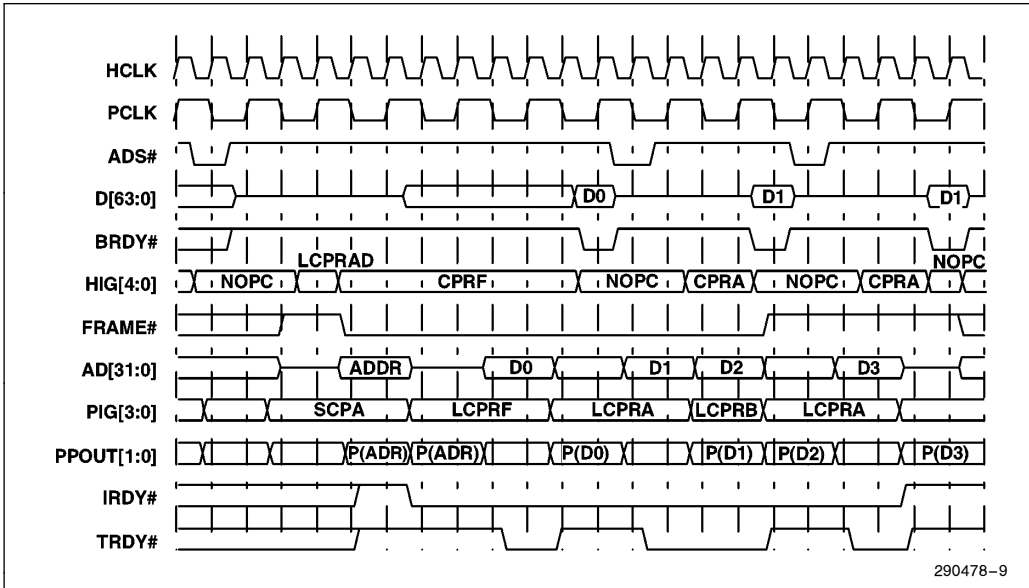 HCLK
PCLK
ADS#
D[63:0] D0 D1 D1
BRDY#
LCPRAD NOPC
HIG[4:0] NOPC CPRF NOPC CPRA NOPC CPRA
FRAME#
AD[31:0] ADDR D0 D1 D2 D3
PIG[3:0] SCPA LCPRF LCPRA LCPRB LCPRA
PPOUT[1:0] P(ADR) P(ADR) P(D0) P(D1) P(D2) P(D3)
IRDY#
TRDY#
290478-9